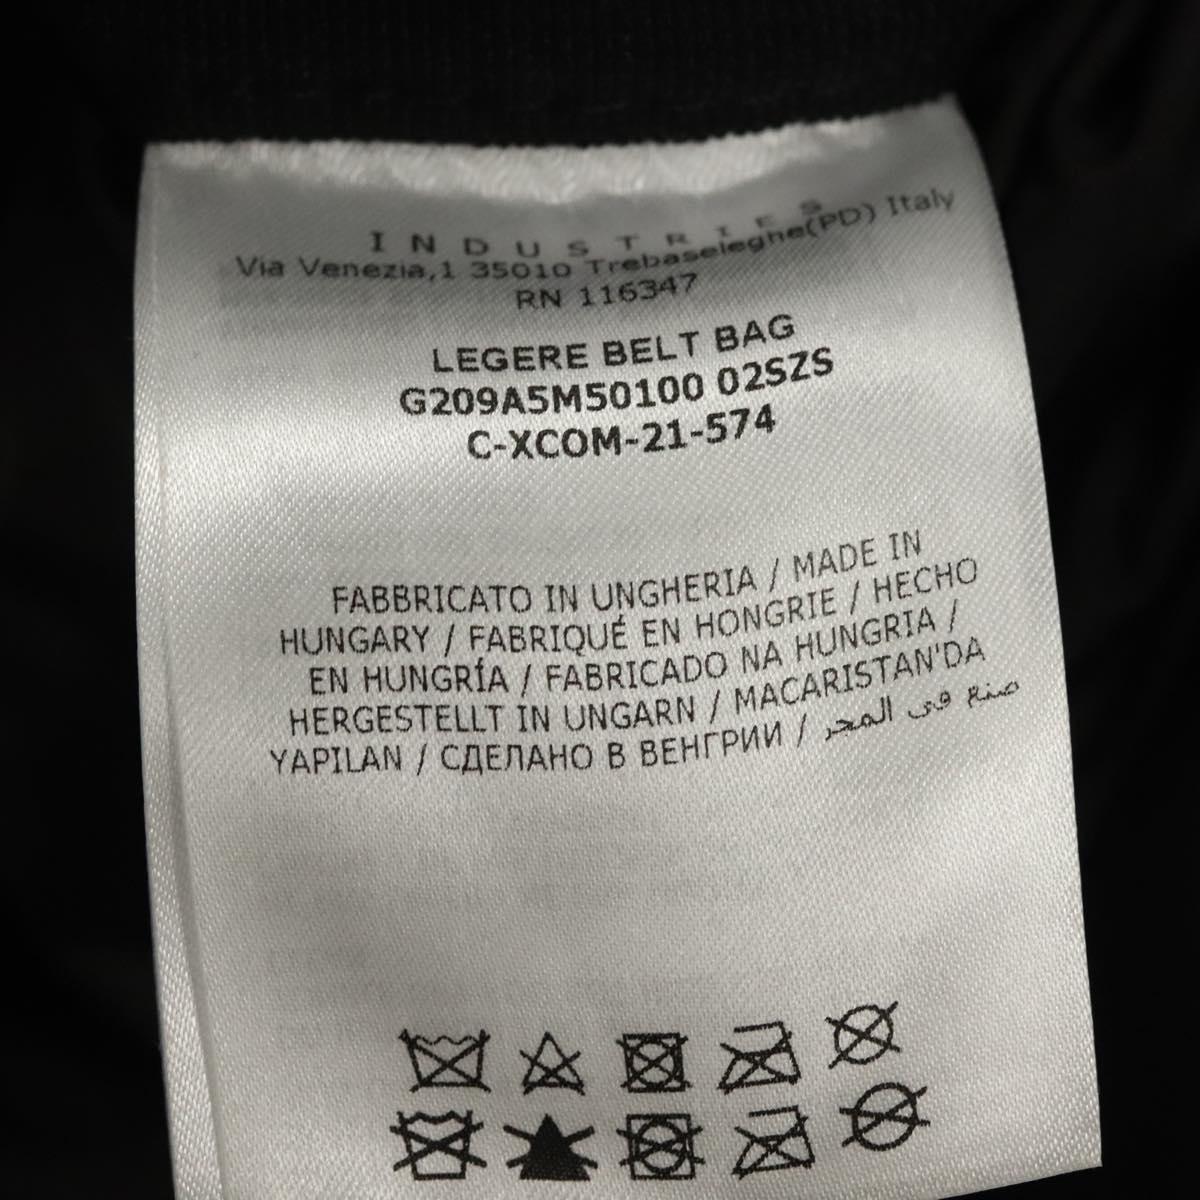 INDUSTRIES
Via Venezia,1 35010 Trebaseleghe(PD) Italy
RN 116347
LEGERE BELT BAG
G209A5M50100 02SZS
C-XCOM-21-574
FABBRICATO IN UNGHERIA / MADE IN
HUNGARY / FABRIQUÉ EN HONGRIE / HECHO
EN HUNGRÍA / FABRICADO NA HUNGRIA /
HERGESTELLT IN UNGARN / MACARISTAN'DA
YAPILAN / СДЕЛАНО В ВЕНГРИИ / صنع في المجر